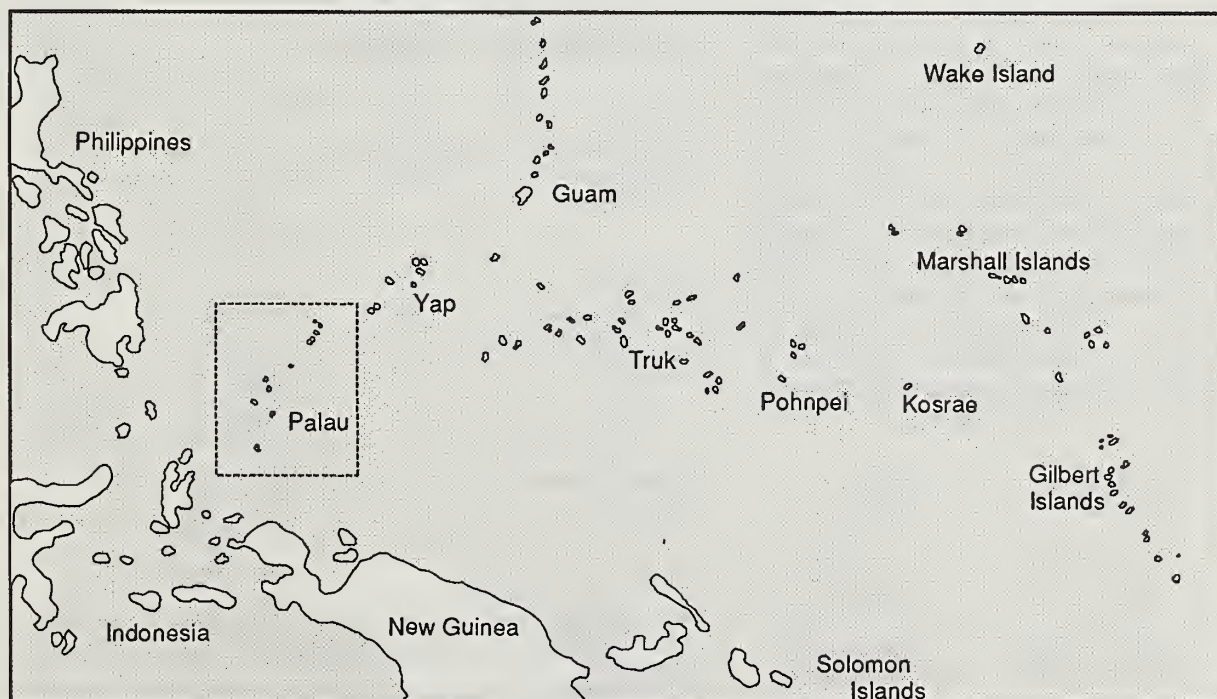 Wake Island
Philippines
Guam
Marshall Islands
Yap
Truk
Pohnpei
Kosrae
Palau
Gilbert
Islands
Indonesia
New Guinea
Solomon
Islands